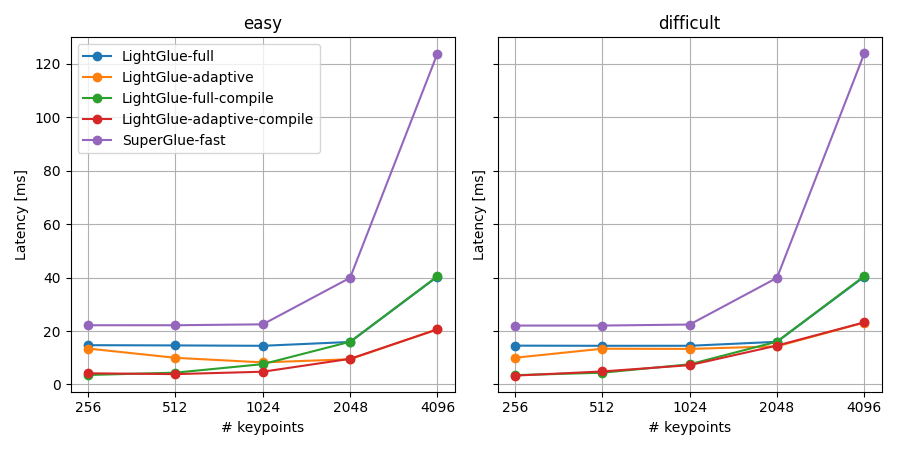 easy
LightGlue-full
LightGlue-adaptive
LightGlue-full-compile
LightGlue-adaptive-compile
SuperGlue-fast
Latency [ms]
120
100
80
60
40
20
0
256 512 1024 2048 4096
# keypoints
difficult
Latency [ms]
256 512 1024 2048 4096
# keypoints